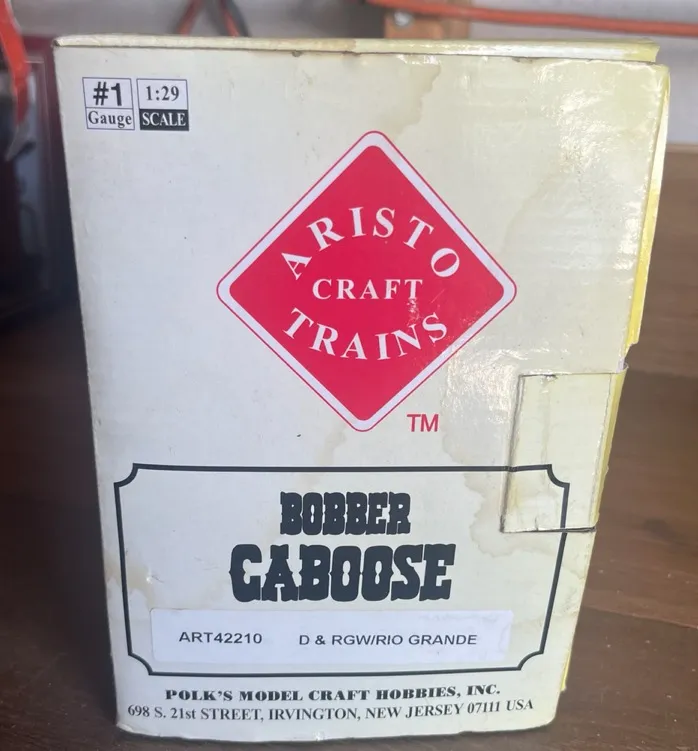 #1
Gauge
1:29
SCALE
ARISTO
CRAFT
TRAINS
TM
BOBBER
CABOOSE
ART42210 D & RGW/RIO GRANDE
POLK'S MODEL CRAFT HOBBIES, INC.
698 S. 21st STREET, IRVINGTON, NEW JERSEY 07111 USA